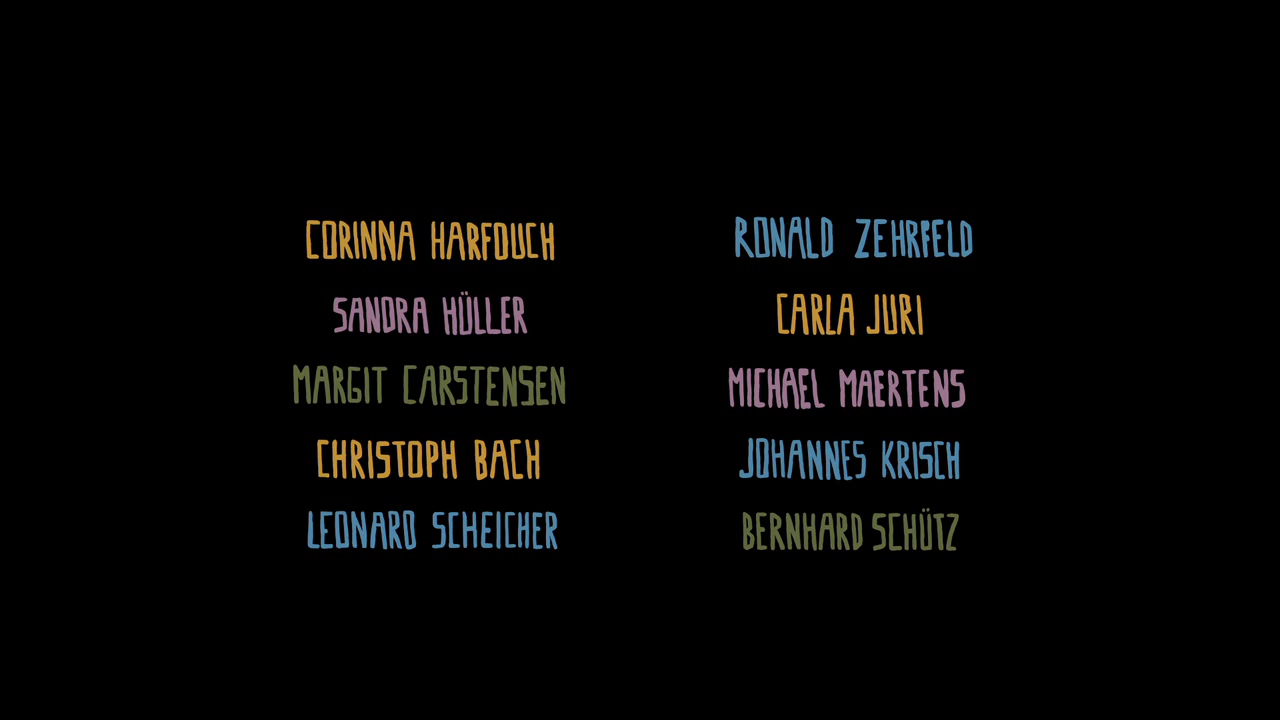 CORINNA HARFOUCH
SANDRA HÜLLER
MARGIT CARSTENSEN
CHRISTOPH BACH
LEONARD SCHEICHER
RONALD ZEHRFELD
CARLA JURI
MICHAEL MAERTENS
JOHANNES KRISCH
BERNHARD SCHÜTZ